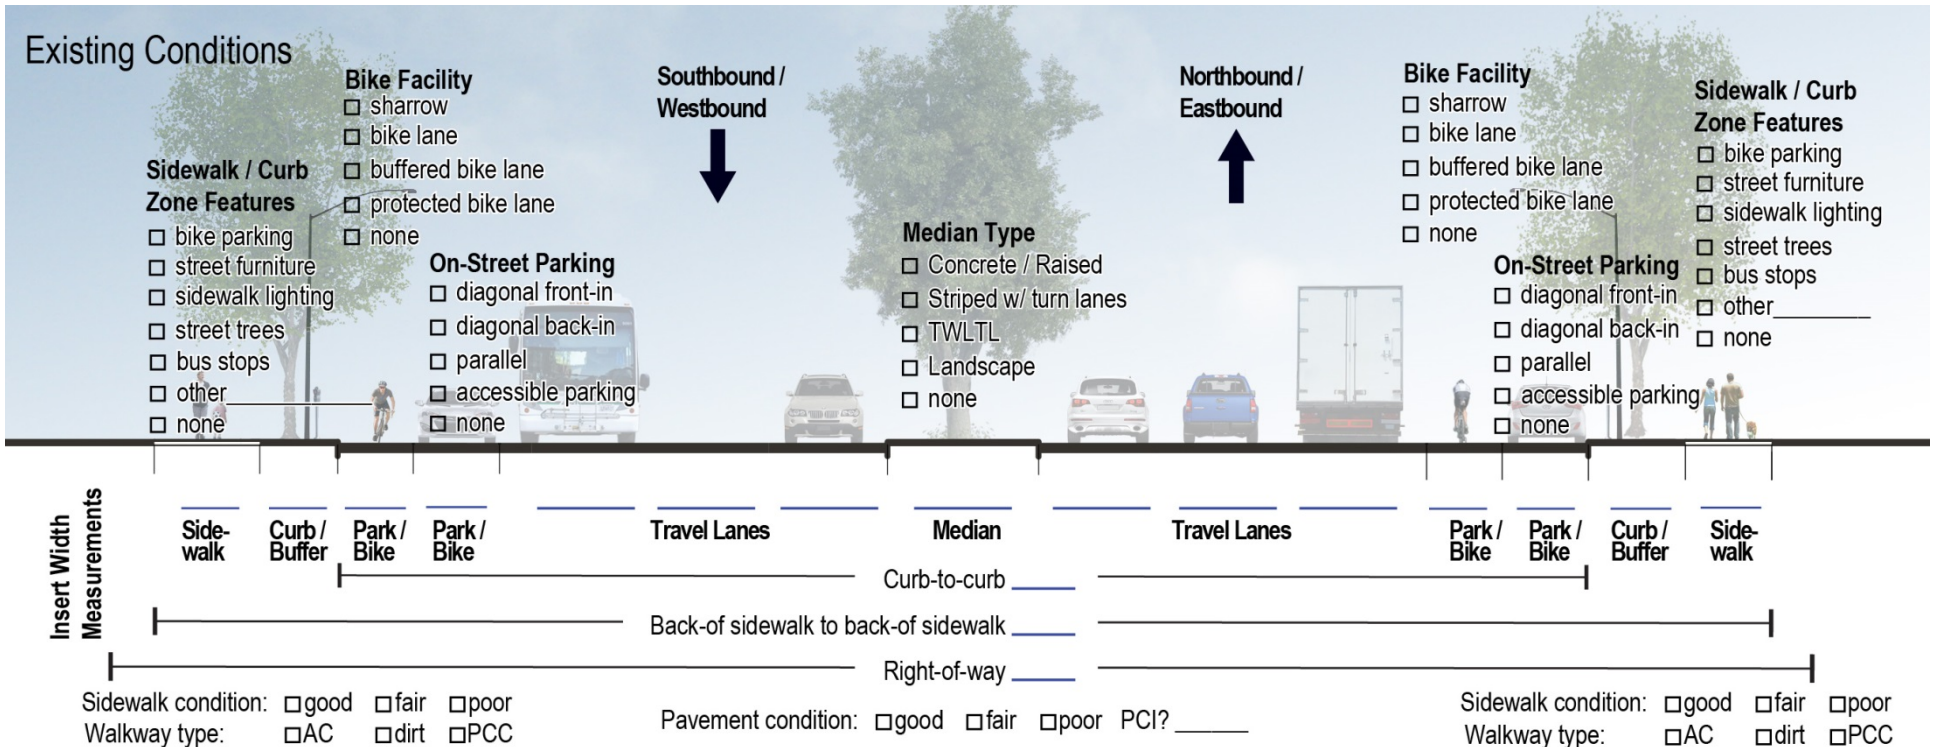 Existing Conditions
Sidewalk / Curb
Zone Features
☐ bike parking
☐ street furniture
☐ sidewalk lighting
☐ street trees
☐ bus stops
☐ other___________
☐ none
Bike Facility
☐ sharrow
☐ bike lane
☐ buffered bike lane
☐ protected bike lane
☐ none
On-Street Parking
☐ diagonal front-in
☐ diagonal back-in
☐ parallel
☐ accessible parking
☐ none
Southbound /
Westbound
Median Type
☐ Concrete / Raised
☐ Striped w/ turn lanes
☐ TWLTL
☐ Landscape
☐ none
Northbound /
Eastbound
Bike Facility
☐ sharrow
☐ bike lane
☐ buffered bike lane
☐ protected bike lane
☐ none
On-Street Parking
☐ diagonal front-in
☐ diagonal back-in
☐ parallel
☐ accessible parking
☐ none
Sidewalk / Curb
Zone Features
☐ bike parking
☐ street furniture
☐ sidewalk lighting
☐ street trees
☐ bus stops
☐ other________
☐ none
Insert Width
Measurements
Side-
walk
Curb /
Buffer
Park /
Bike
Park /
Bike
Travel Lanes
Median
Travel Lanes
Park /
Bike
Park /
Bike
Curb /
Buffer
Side-
walk
Curb-to-curb _____
Back-of sidewalk to back-of sidewalk _____
Right-of-way _____
Sidewalk condition: ☐good ☐fair ☐poor
Walkway type: ☐AC ☐dirt ☐PCC
Pavement condition: ☐good ☐fair ☐poor PCI? ______
Sidewalk condition: ☐good ☐fair ☐poor
Walkway type: ☐AC ☐dirt ☐PCC